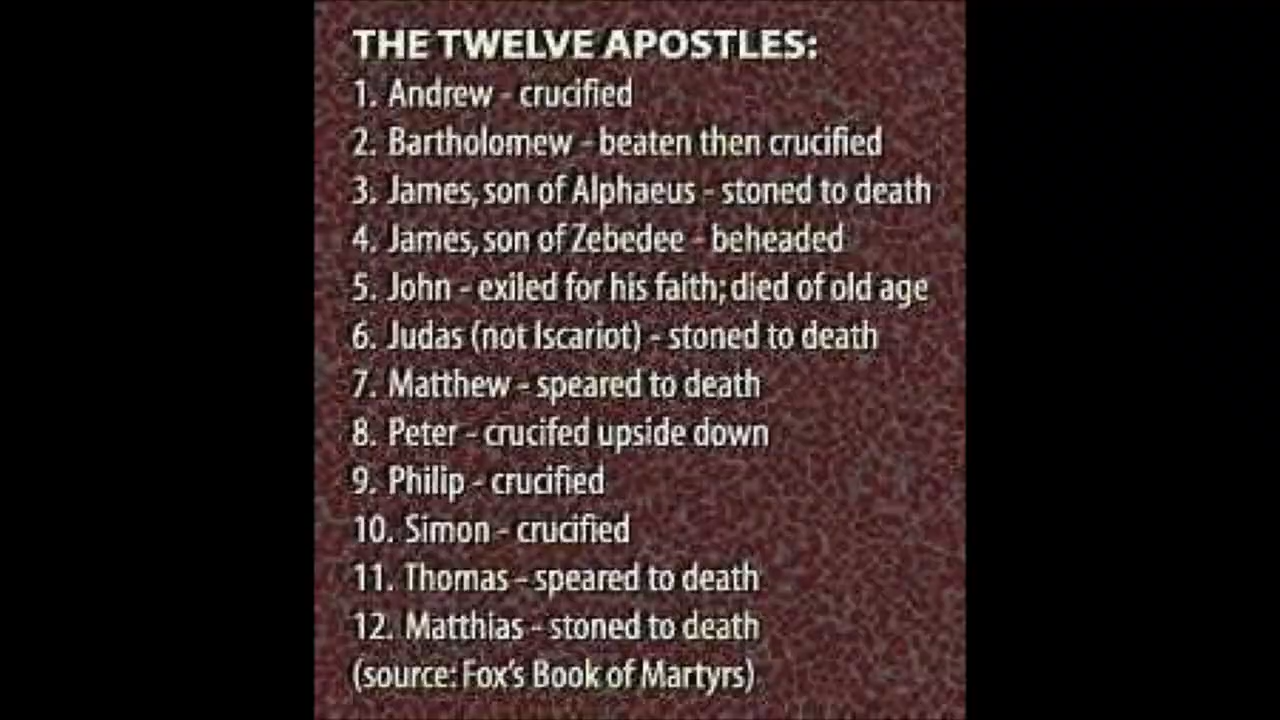 THE TWELVE APOSTLES:
1. Andrew - crucified
2. Bartholomew - beaten then crucified
3. James, son of Alphaeus - stoned to death
4. James, son of Zebedee - beheaded
5. John - exiled for his faith; died of old age
6. Judas (not Iscariot) - stoned to death
7. Matthew - speared to death
8. Peter - crucifed upside down
9. Philip - crucified
10. Simon - crucified
11. Thomas - speared to death
12. Matthias - stoned to death
(source: Fox's Book of Martyrs)